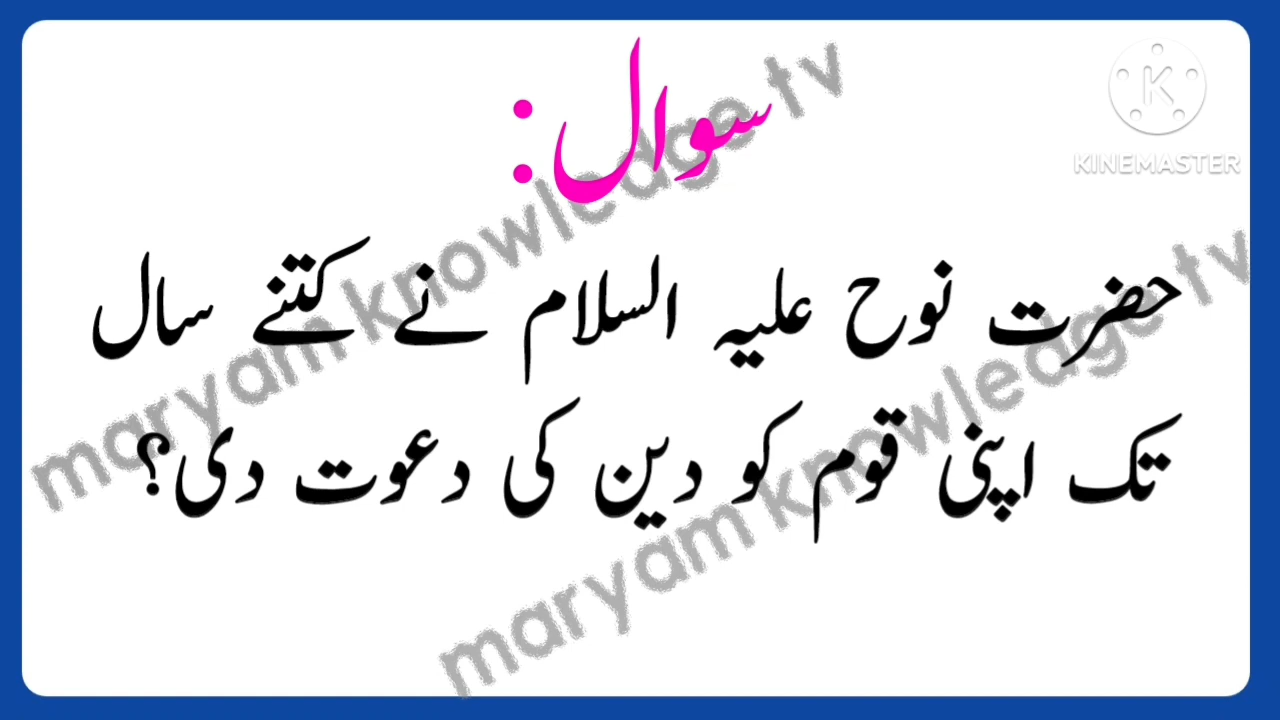 سوال:
حضرت نوح علیہ السلام نے کتنے سال
تک اپنی قوم کو دین کی دعوت دی؟
maryam knowledge tv
maryam knowledge tv
KINEMASTER